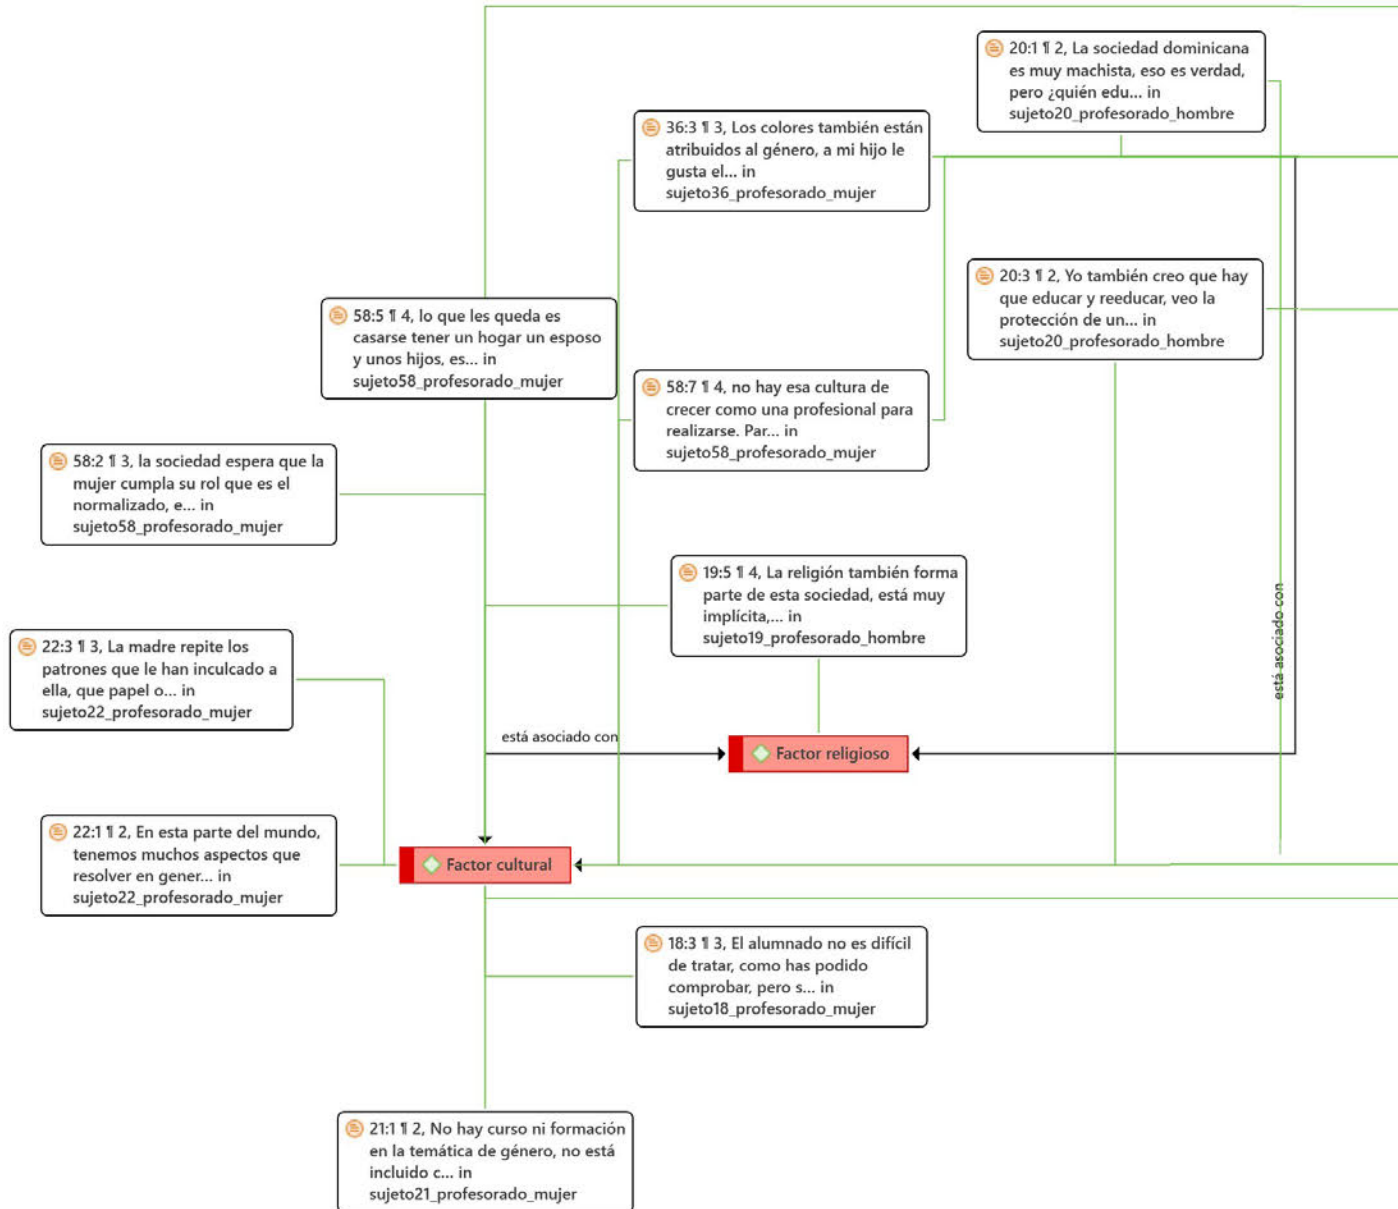 20:1 ¶ 2, La sociedad dominicana
es muy machista, eso es verdad,
pero ¿quién edu... in
sujeto20_profesorado_hombre
36:3 ¶ 3, Los colores también están
atribuidos al género, a mi hijo le
gusta el... in
sujeto36_profesorado_mujer
20:3 ¶ 2, Yo también creo que hay
que educar y reeducar, veo la
protección de un... in
sujeto20_profesorado_hombre
58:5 ¶ 4, lo que les queda es
casarse tener un hogar un esposo
y unos hijos, es... in
sujeto58_profesorado_mujer
58:7 ¶ 4, no hay esa cultura de
crecer como una profesional para
realizarse. Par... in
sujeto58_profesorado_mujer
58:2 ¶ 3, la sociedad espera que la
mujer cumpla su rol que es el
normalizado, e... in
sujeto58_profesorado_mujer
19:5 ¶ 4, La religión también forma
parte de esta sociedad, está muy
implícita,... in
sujeto19_profesorado_hombre
está asociado con
22:3 ¶ 3, La madre repite los
patrones que le han inculcado a
ella, que papel o... in
sujeto22_profesorado_mujer
está asociado con
Factor religioso
22:1 ¶ 2, En esta parte del mundo,
tenemos muchos aspectos que
resolver en gener... in
sujeto22_profesorado_mujer
Factor cultural
18:3 ¶ 3, El alumnado no es difícil
de tratar, como has podido
comprobar, pero s... in
sujeto18_profesorado_mujer
21:1 ¶ 2, No hay curso ni formación
en la temática de género, no está
incluido c... in
sujeto21_profesorado_mujer